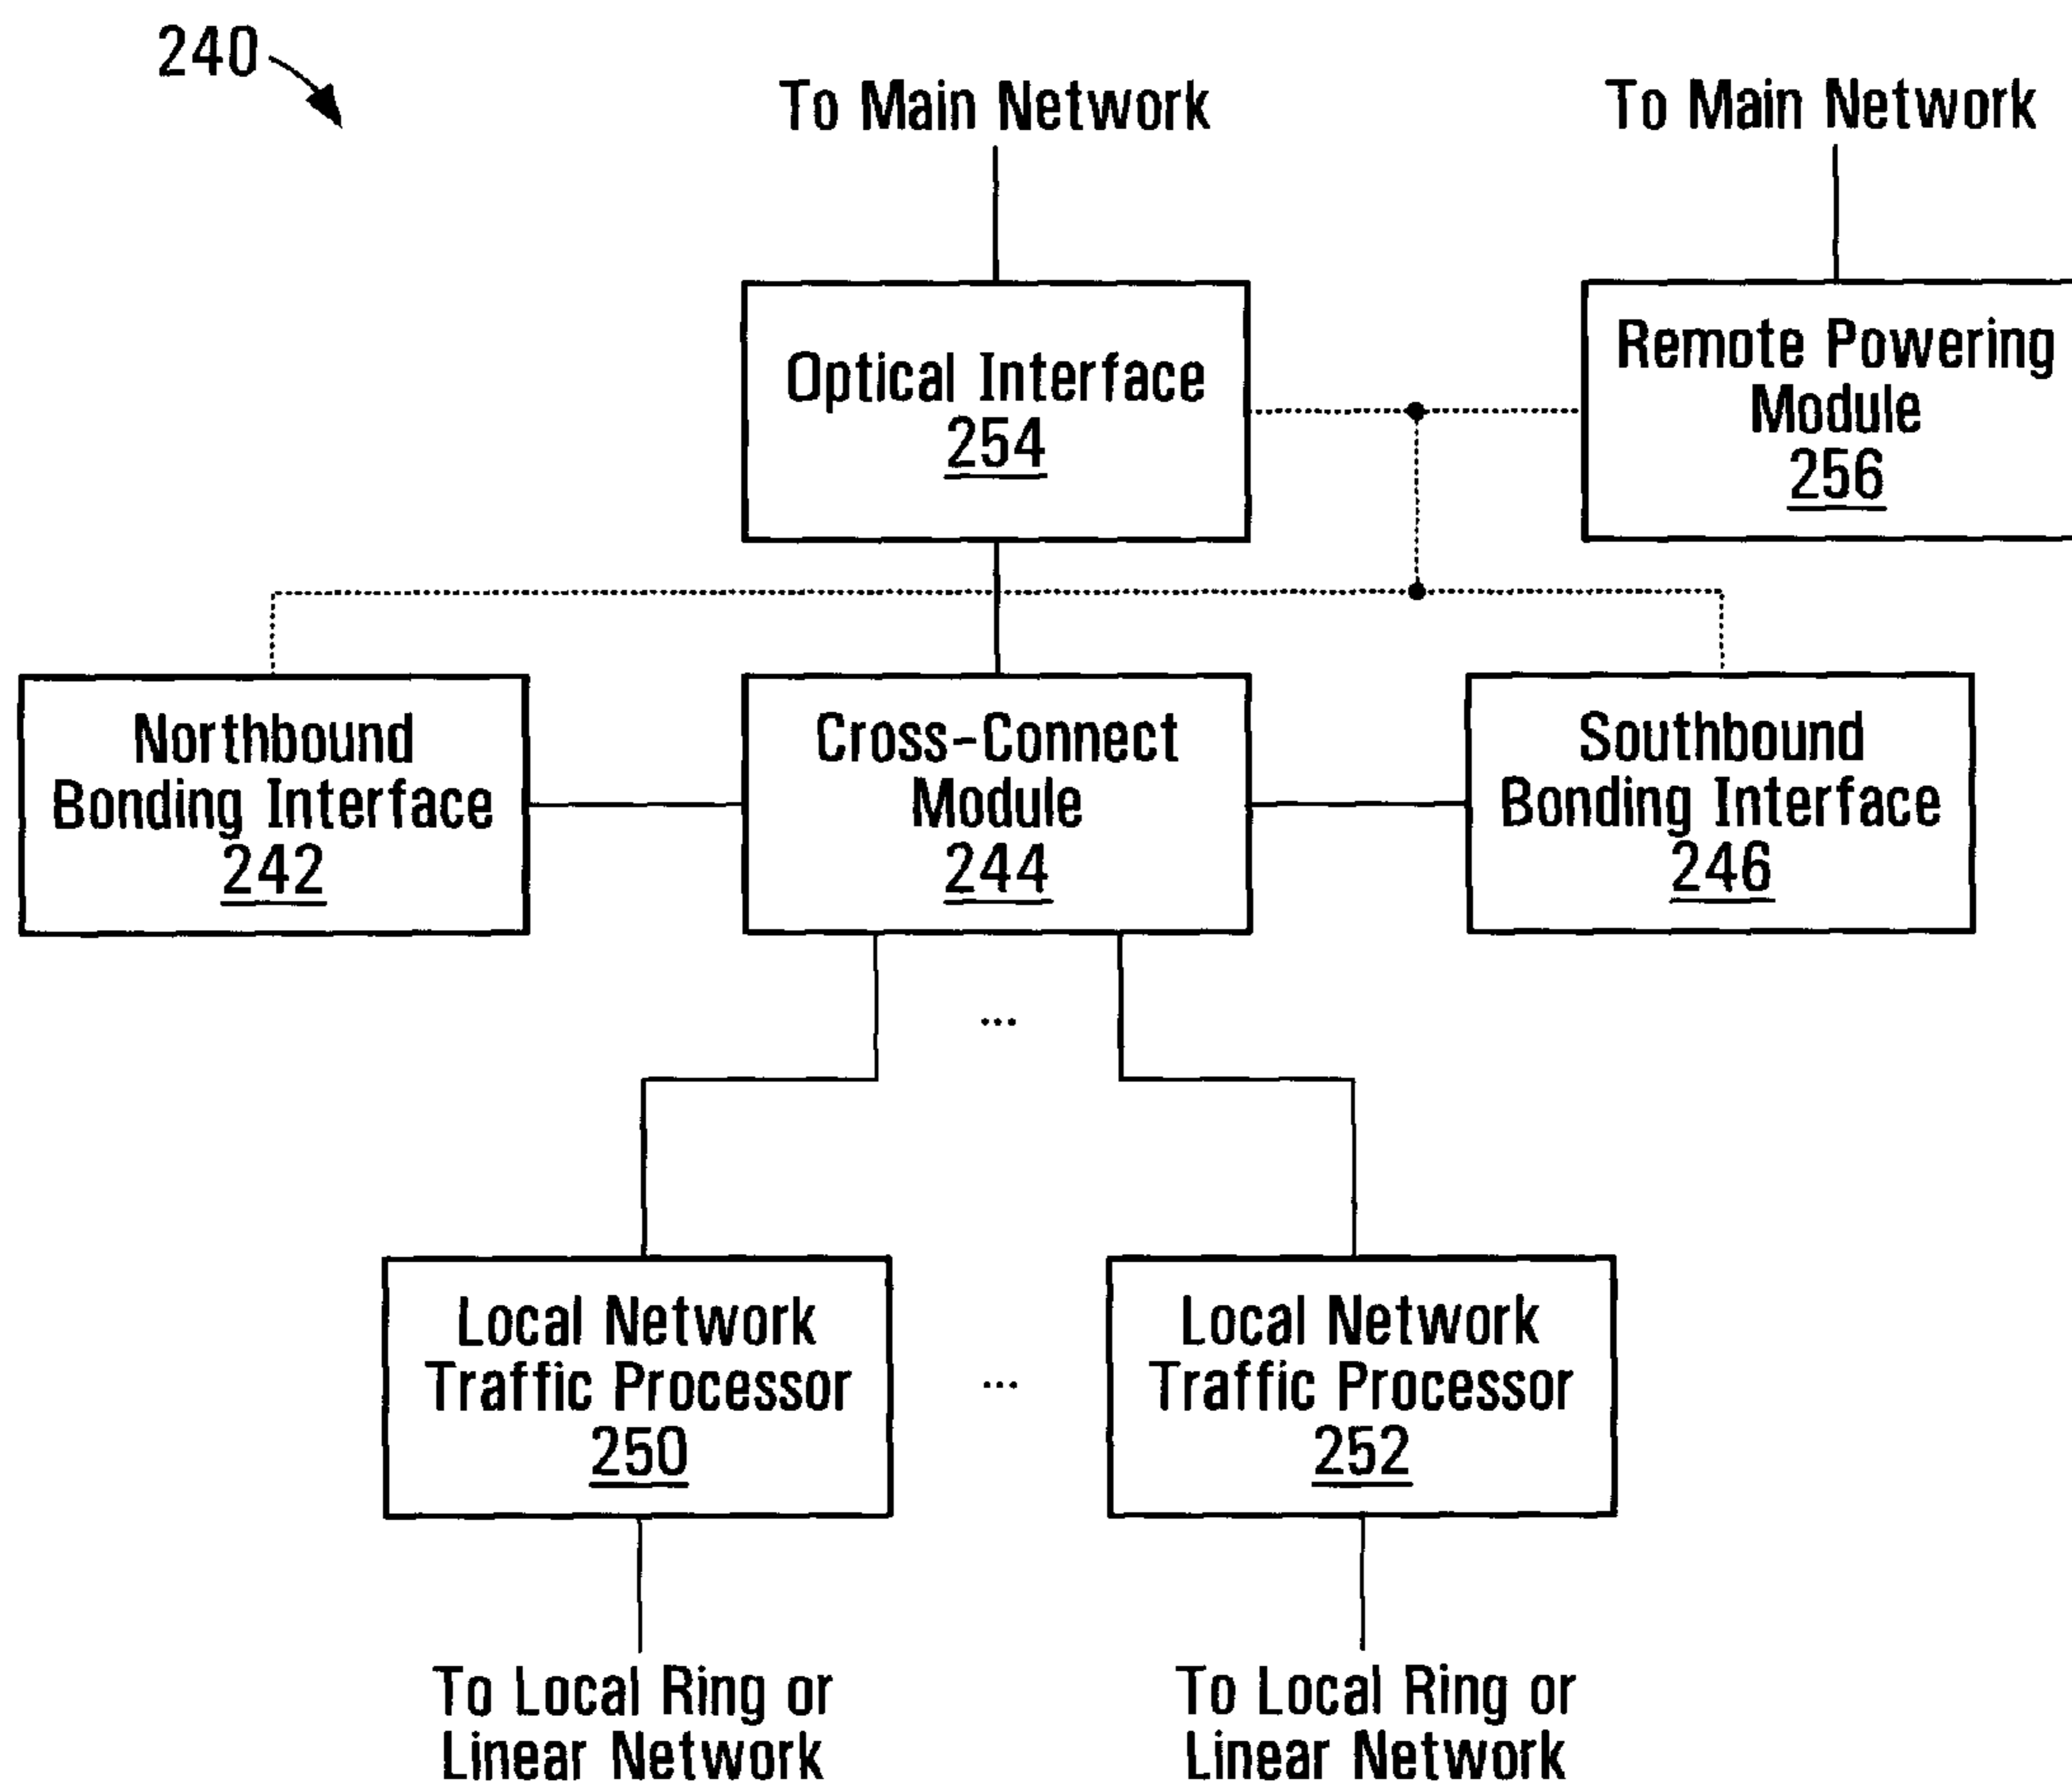 240
To Main Network
To Main Network
Optical Interface
254
Remote Powering
Module
256
Northbound
Bonding Interface
242
Cross-Connect
Module
244
Southbound
Bonding Interface
246
...
Local Network
Traffic Processor
250
...
Local Network
Traffic Processor
252
To Local Ring or
Linear Network
To Local Ring or
Linear Network